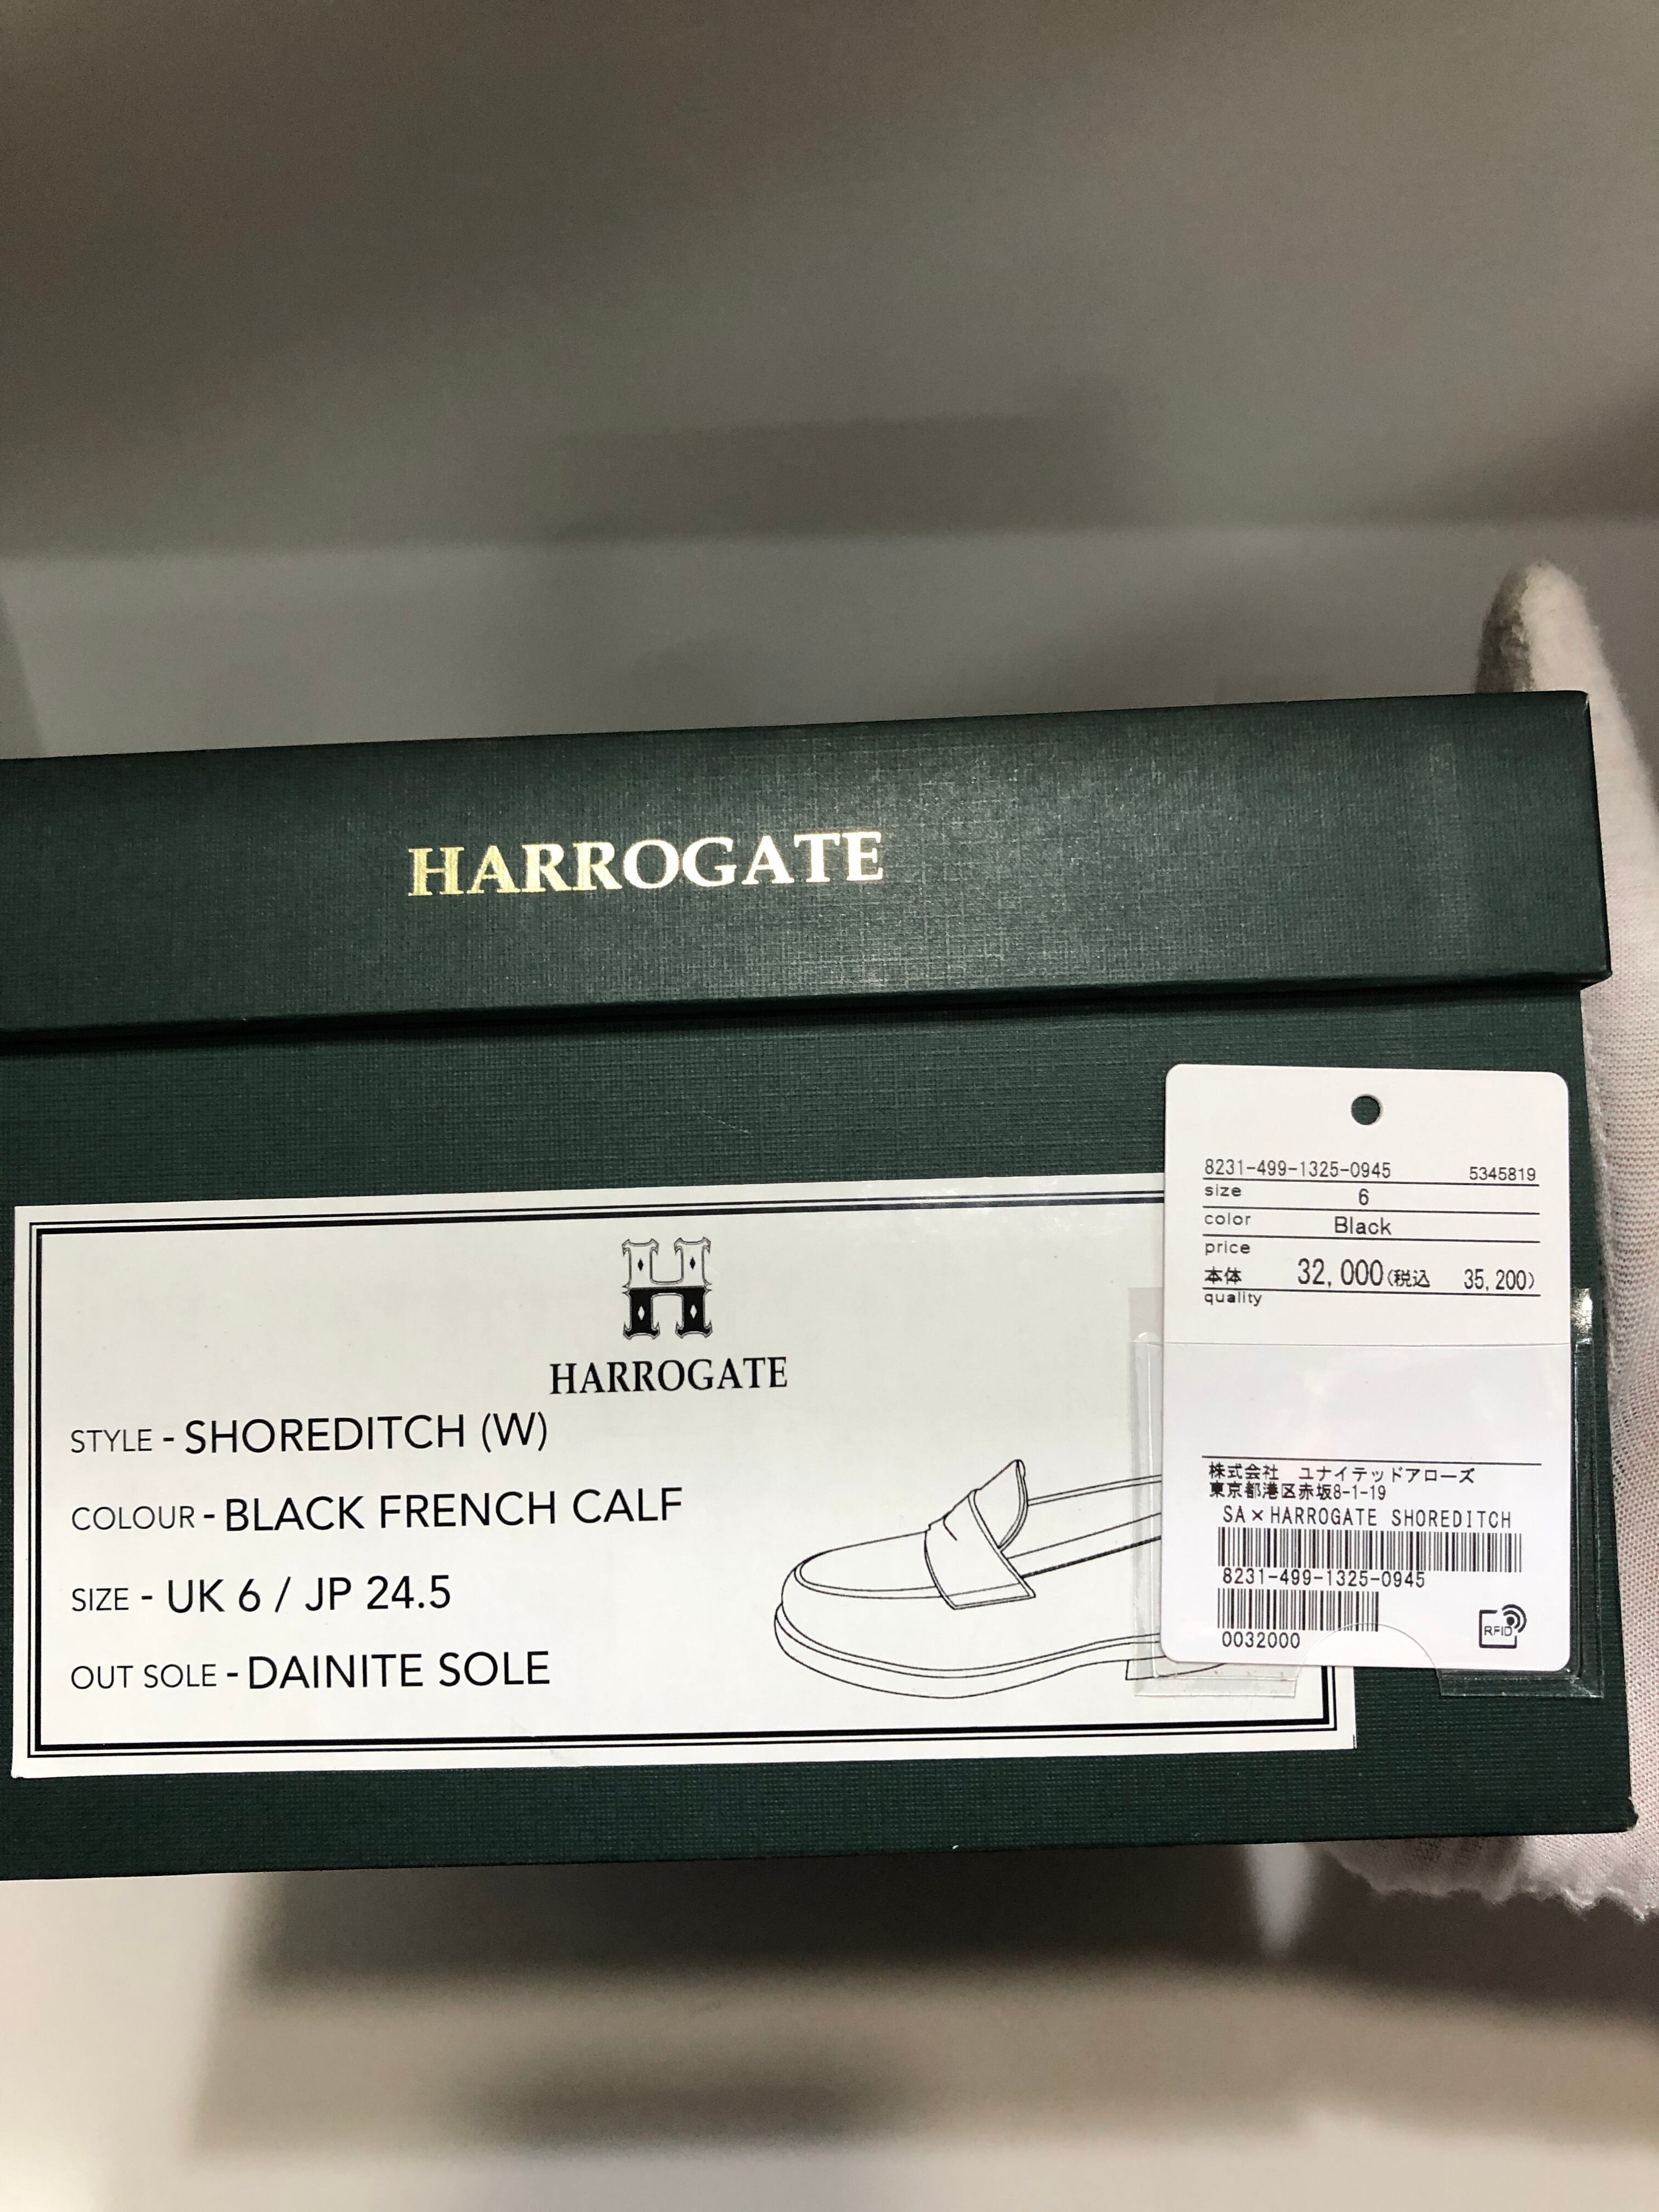 HARROGATE
HARROGATE
STYLE - SHOREDITCH (W)
COLOUR - BLACK FRENCH CALF
SIZE - UK 6 / JP 24.5
OUT SOLE - DAINITE SOLE
8231-499-1325-0945 5345819
size 6
color Black
price
本体 32,000(税込 35,200)
quality
株式会社 ユナイテッドアローズ
東京都港区赤坂8-1-19
SA×HARROGATE SHOREDITCH
8231-499-1325-0945
0032000
RFID